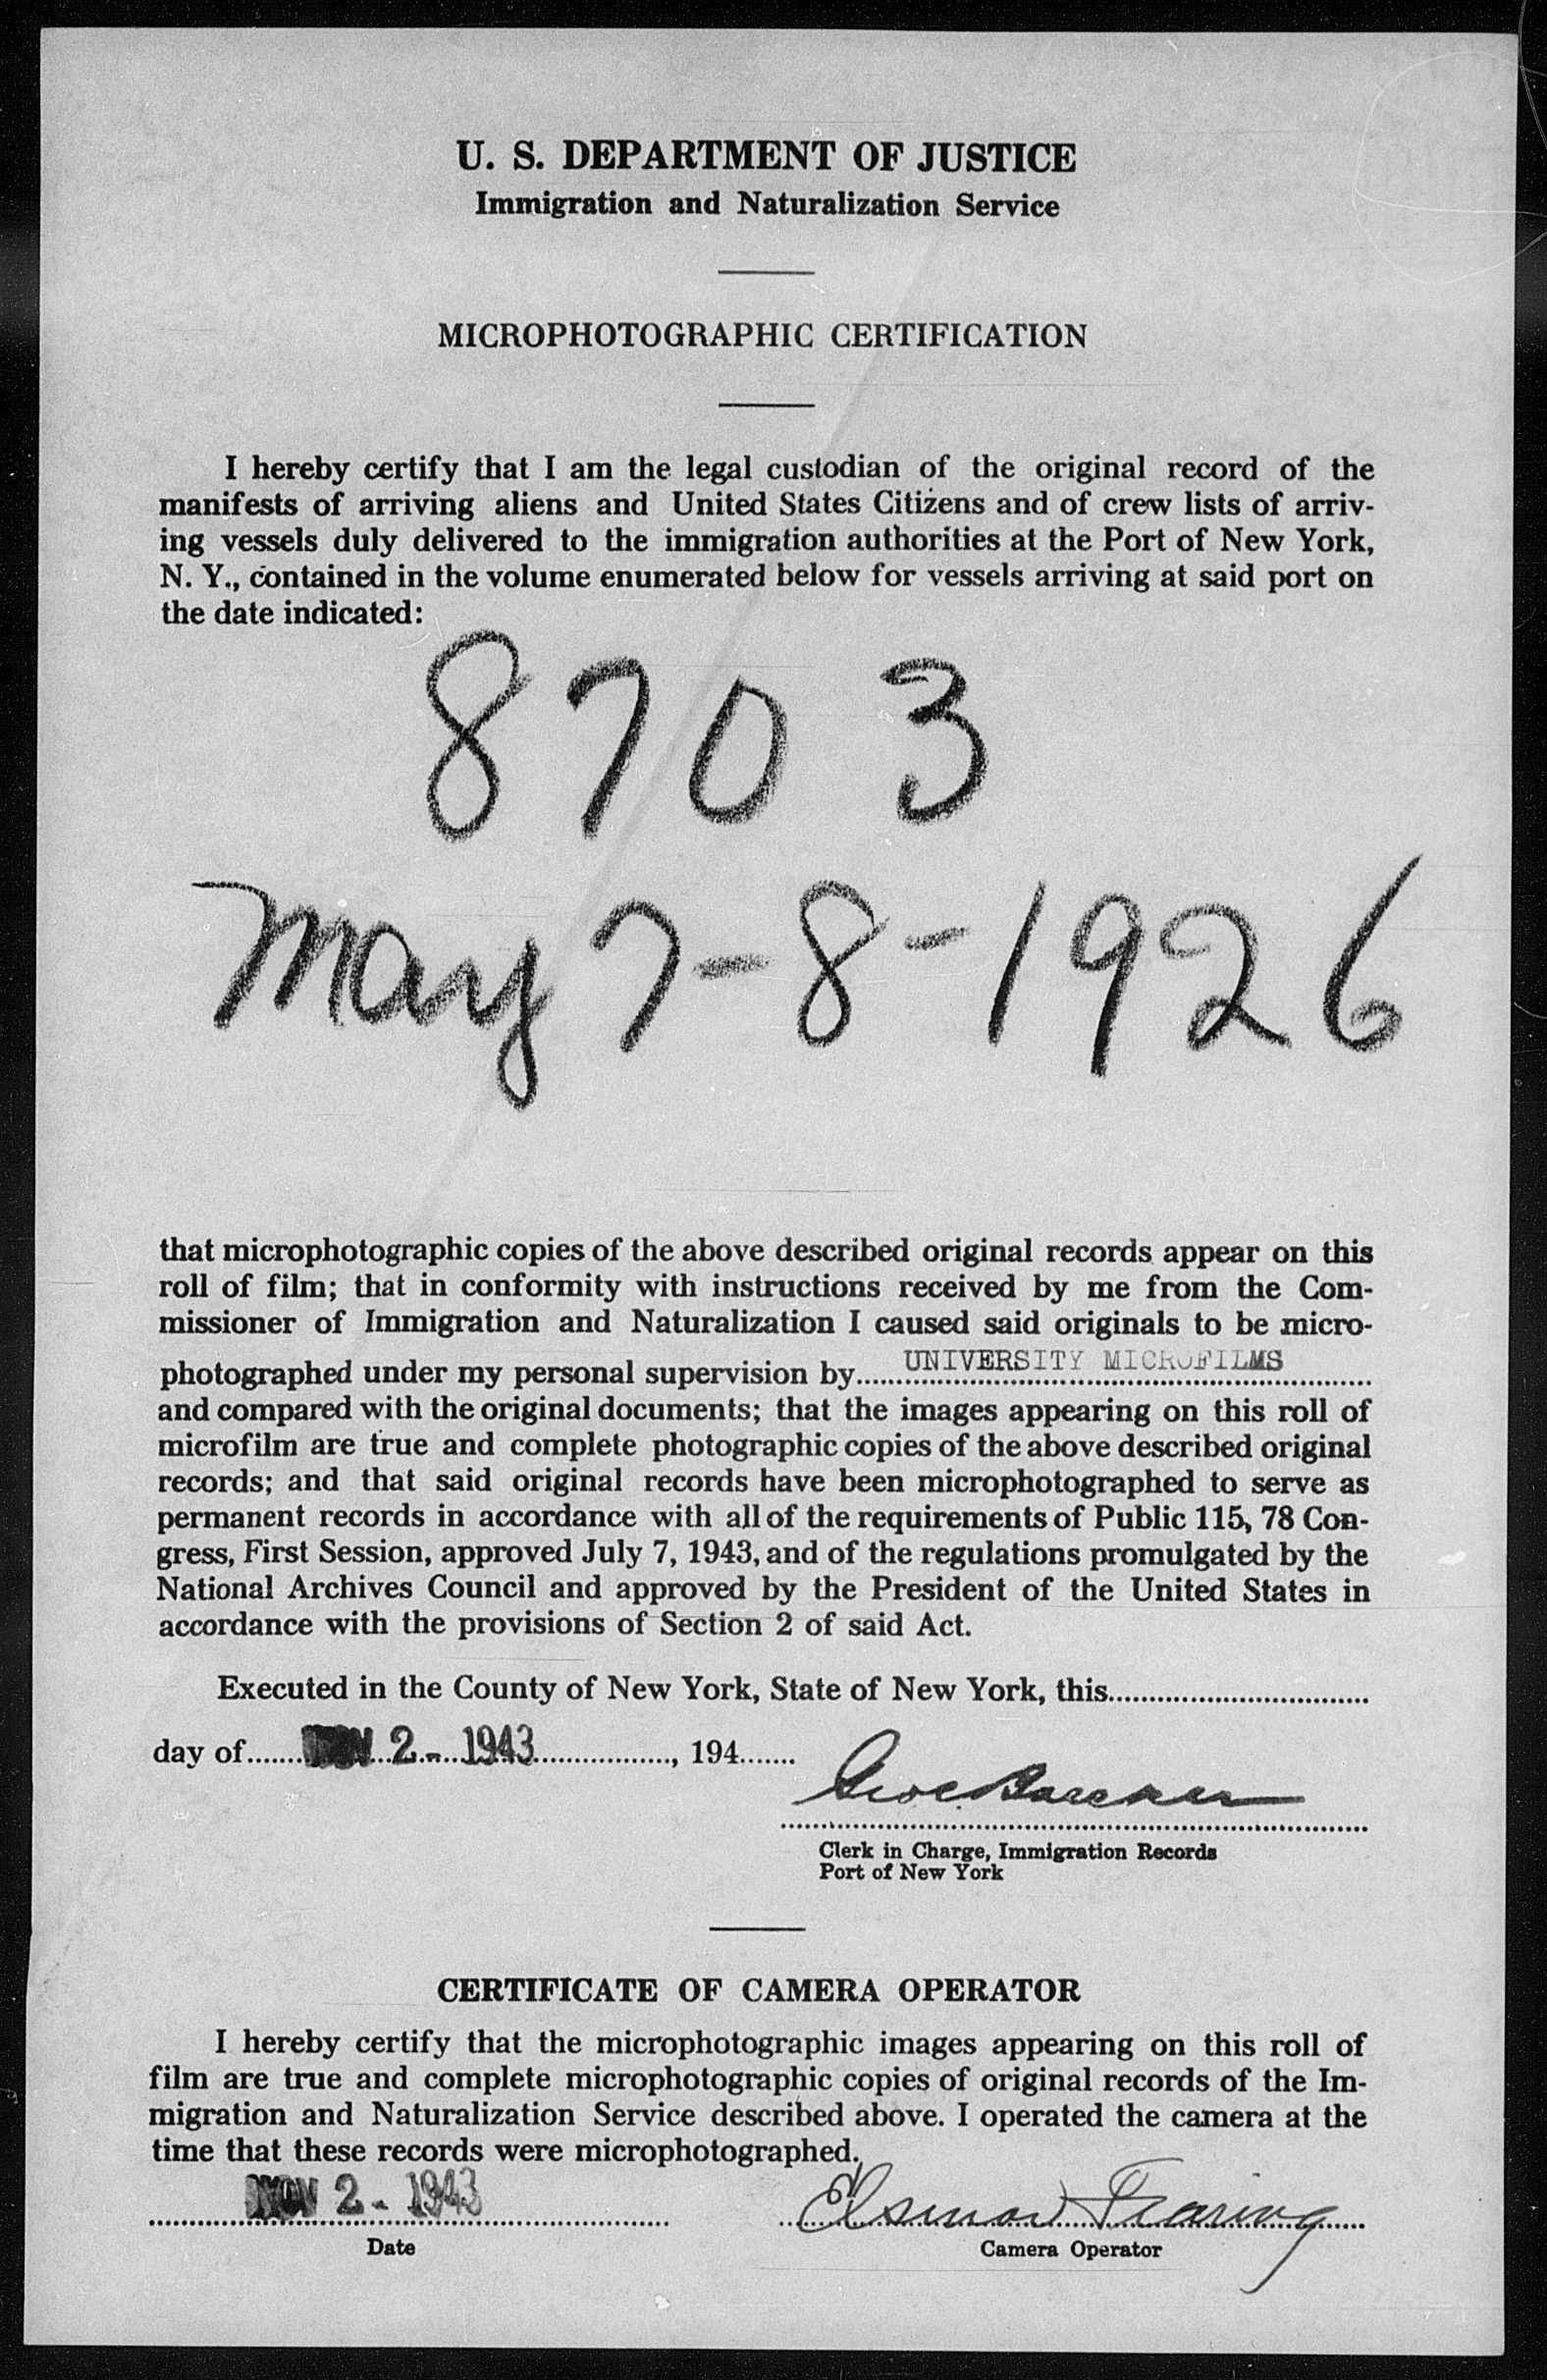 U. S. DEPARTMENT OF JUSTICE
Immigration and Naturalization Service
MICROPHOTOGRAPHIC CERTIFICATION
I hereby certify that I am the legal custodian of the original record of the
manifests of arriving aliens and United States Citizens and of crew lists of arriv-
ing vessels duly delivered to the immigration authorities at the Port of New York,
N. Y., contained in the volume enumerated below for vessels arriving at said port on
the date indicated:
8703
May 7-8-1926
that microphotographic copies of the above described original records appear on this
roll of film; that in conformity with instructions received by me from the Com-
missioner of Immigration and Naturalization I caused said originals to be micro-
photographed under my personal supervision by UNIVERSITY MICROFILMS
and compared with the original documents; that the images appearing on this roll of
microfilm are true and complete photographic copies of the above described original
records; and that said original records have been microphotographed to serve as
permanent records in accordance with all of the requirements of Public 115, 78 Con-
gress, First Session, approved July 7, 1943, and of the regulations promulgated by the
National Archives Council and approved by the President of the United States in
accordance with the provisions of Section 2 of said Act.
Executed in the County of New York, State of New York, this
day of NOV 2 - 1943, 194
Clerk in Charge, Immigration Records
Port of New York
CERTIFICATE OF CAMERA OPERATOR
I hereby certify that the microphotographic images appearing on this roll of
film are true and complete microphotographic copies of original records of the Im-
migration and Naturalization Service described above. I operated the camera at the
time that these records were microphotographed.
NOV 2 - 1943
Date
Camera Operator